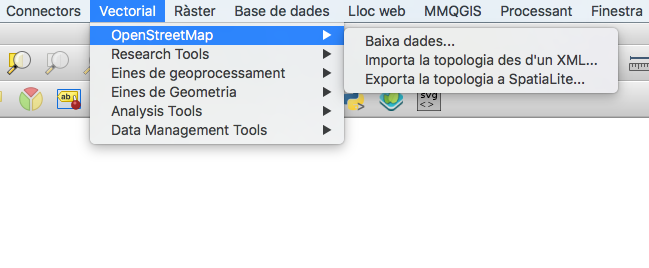 Connectors Vectorial Ràster Base de dades Lloc web MMQGIS Processant Finestra
OpenStreetMap
Research Tools
Eines de geoprocessament
Eines de Geometria
Analysis Tools
Data Management Tools
Baixa dades...
Importa la topologia des d'un XML...
Exporta la topologia a SpatiaLite...
ab
svg
<>